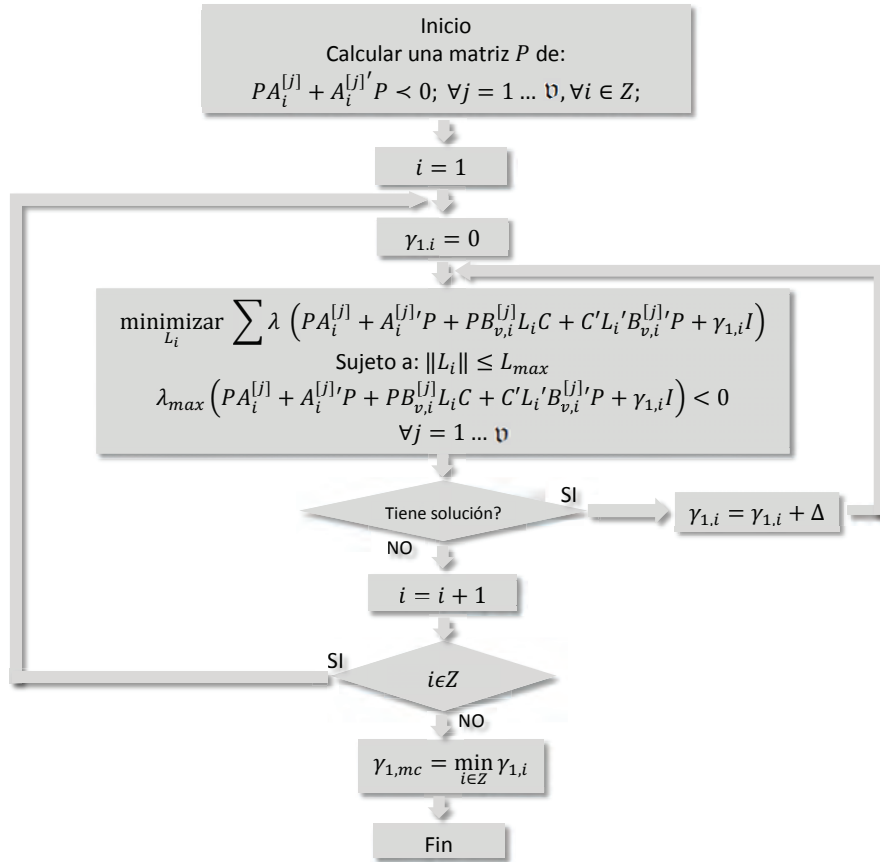 Inicio
Calcular una matriz P de:
PA_i^{[j]} + A_i^{[j]′}P ≺ 0; ∀j = 1 … 𝔳, ∀i ∈ Z;
i = 1
γ_{1.i} = 0
minimizar_{L_i} ∑ λ (PA_i^{[j]} + A_i^{[j]′}P + PB_{v,i}^{[j]}L_iC + C′L_i′B_{v,i}^{[j]′}P + γ_{1,i}I)
Sujeto a: ‖L_i‖ ≤ L_{max}
λ_{max}(PA_i^{[j]} + A_i^{[j]′}P + PB_{v,i}^{[j]}L_iC + C′L_i′B_{v,i}^{[j]′}P + γ_{1,i}I) < 0
∀j = 1 … 𝔳
Tiene solución?
SI
γ_{1,i} = γ_{1,i} + Δ
NO
i = i + 1
SI
iϵZ
NO
γ_{1,mc} = min_{i∈Z} γ_{1,i}
Fin